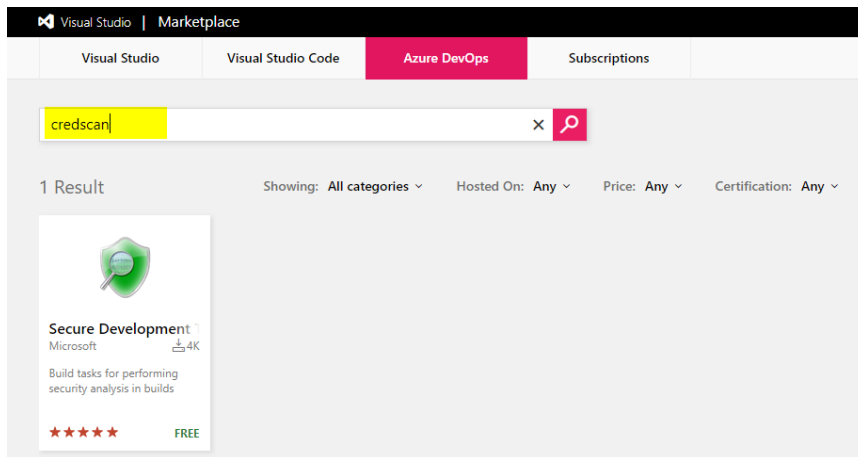 Visual Studio | Marketplace
Visual Studio Visual Studio Code Azure DevOps Subscriptions
credscan
1 Result Showing: All categories Hosted On: Any Price: Any Certification: Any
Secure Development
Microsoft 4K
Build tasks for performing
security analysis in builds
FREE